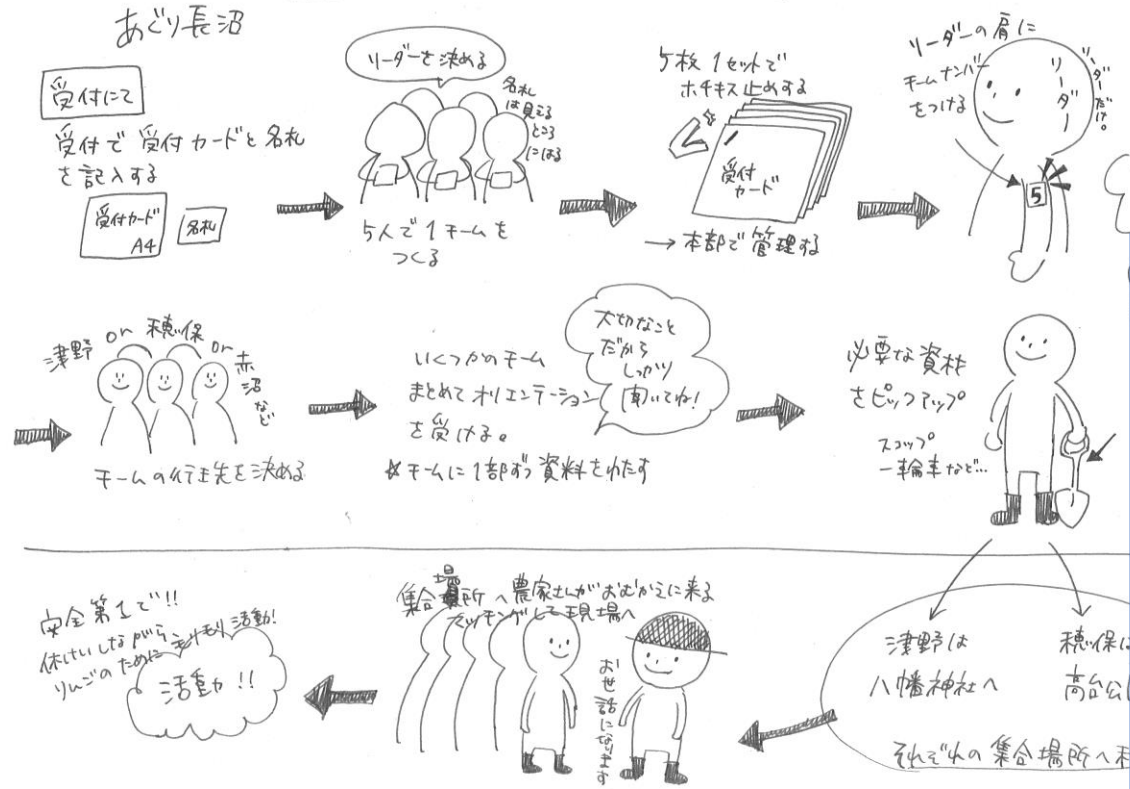 あぐり長沼
受付にて
受付で受付カードと名札
を記入する
受付カード
A4
名札
リーダーを決める
名札
は見える
ところ
にはる
5人で1チームを
つくる
5枚1セットで
ホチキス止めする
受付
カード
→本部で管理する
リーダーの肩に
チームナンバー
をつける
リーダー
リーダーだけ。
5
津野 or 穂保 or 赤沼など
チームの行先を決める
いくつかのチーム
まとめてオリエンテーション
を受ける。
☆チームに1部ずつ資料をわたす
大切なこと
だから
しっかり
聞いてね!
必要な資材
をピックアップ
スコップ
一輪車など…
津野は
八幡神社へ
穂保は
高台公
それぞれの集合場所へ
集合場所へ農家さんがおむかえに来る
マッチングして現場へ
お世話になります
安全第1で!!
休けいしながら
りんごのためにモリモリ活動!
活動!!